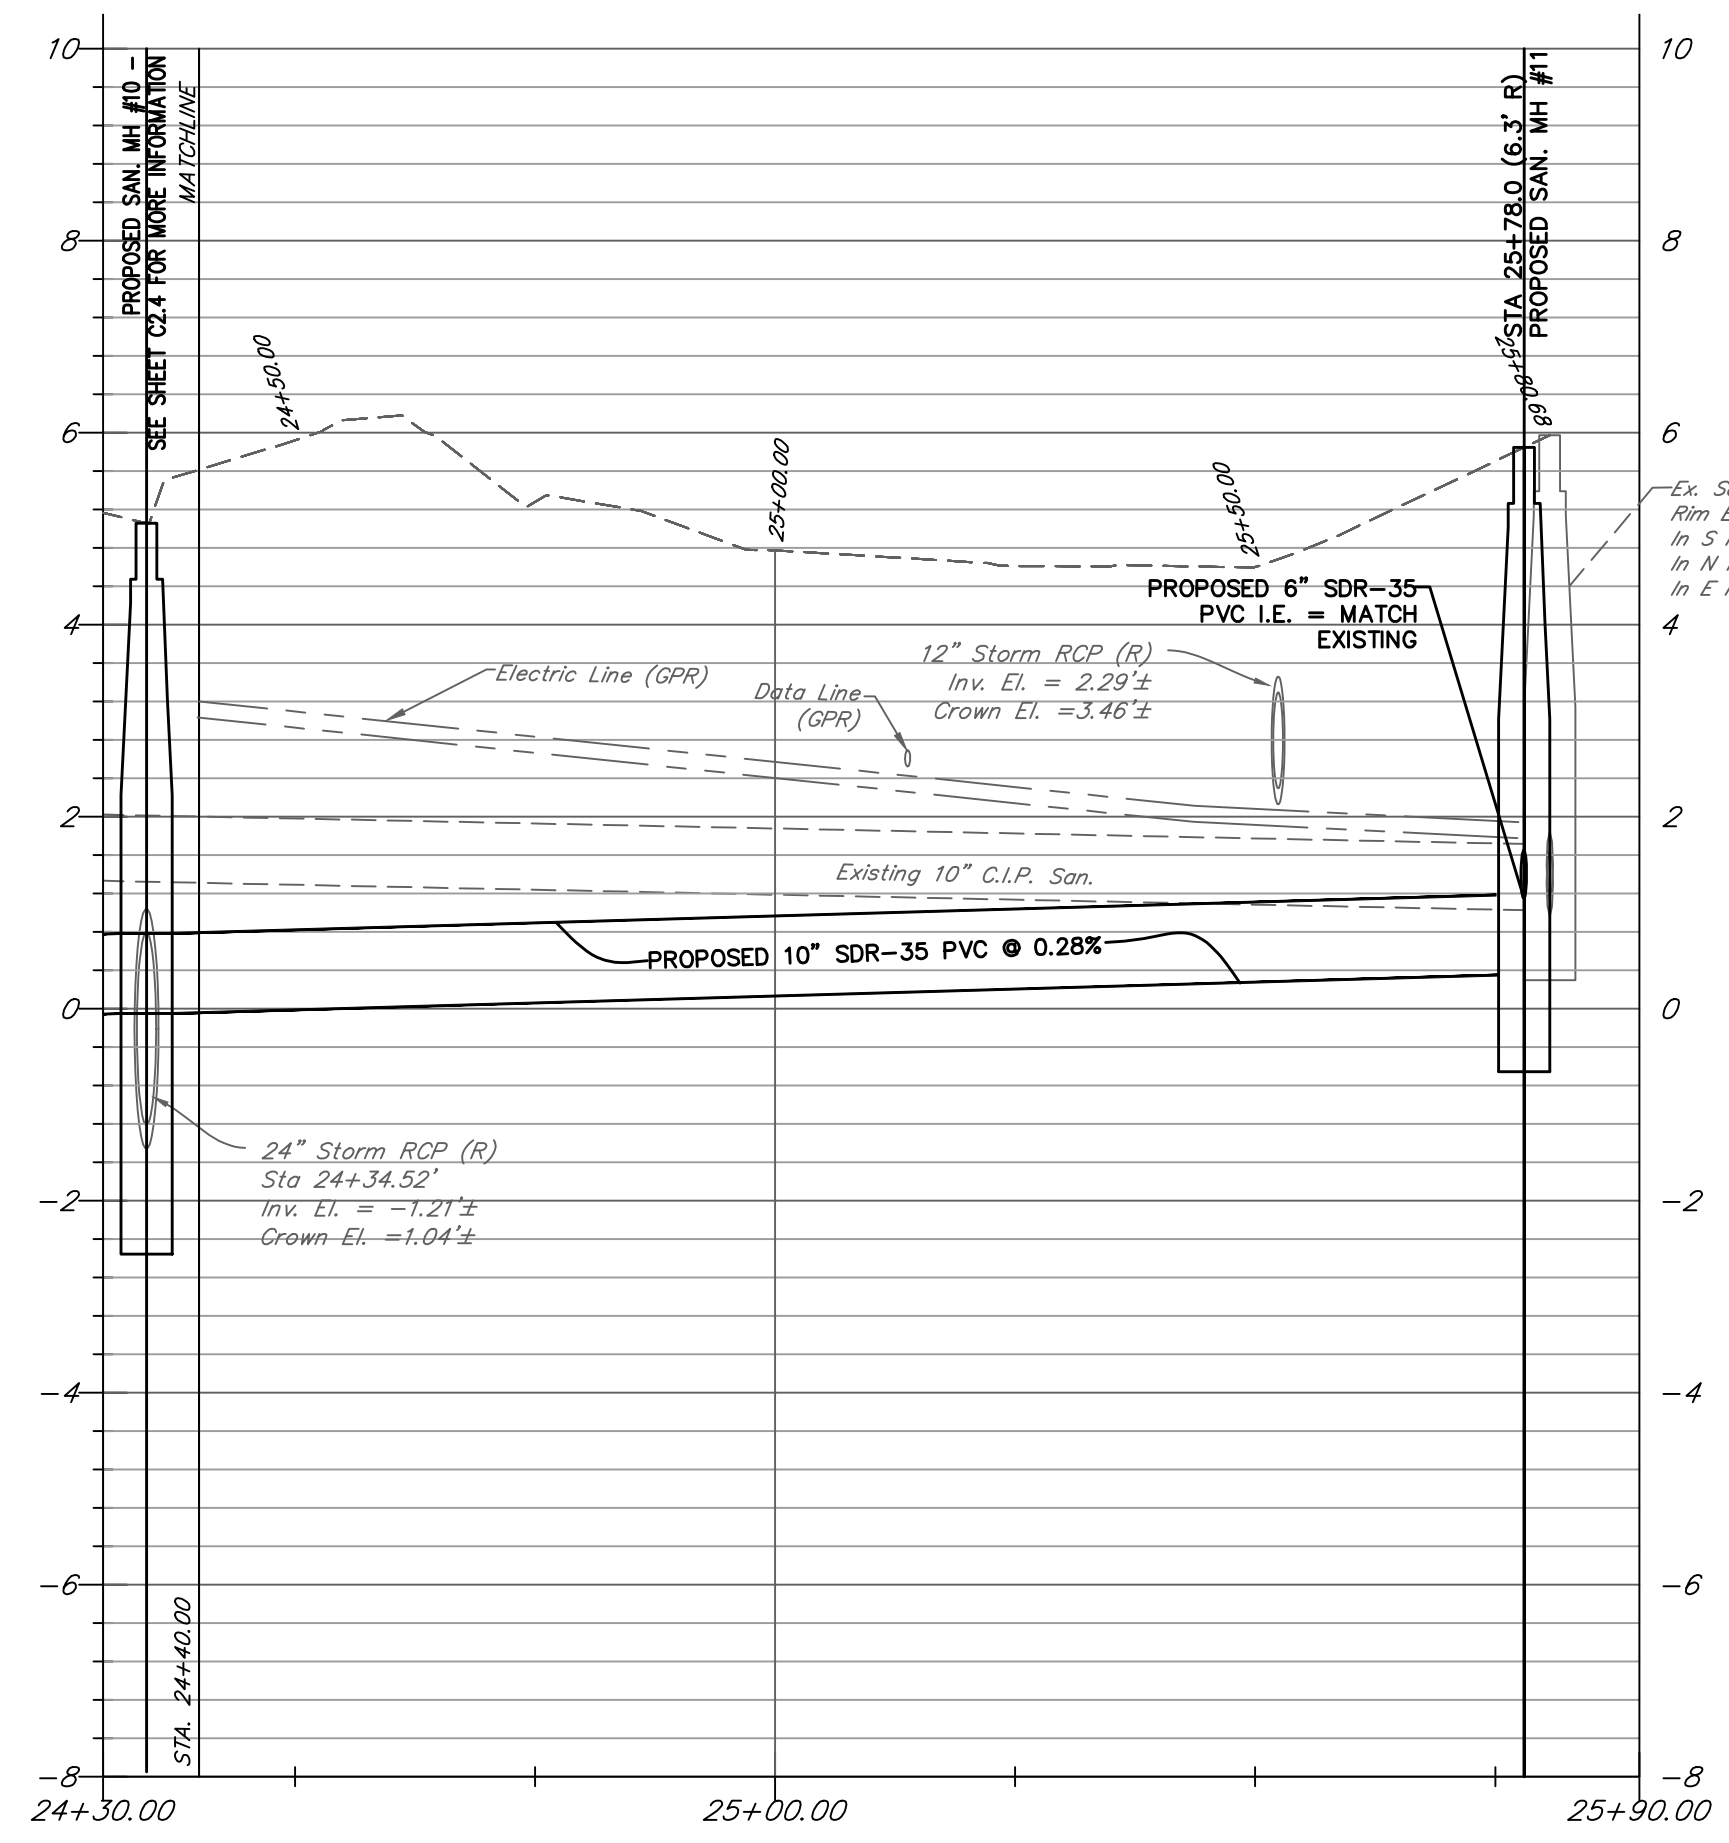 PROPOSED SAN. MH #10 –
SEE SHEET C2.4 FOR MORE INFORMATION
MATCHLINE
STA 25+78.0 (6.3' R)
PROPOSED SAN. MH #11
10
8
6
4
2
0
-2
-4
-6
-8
10
8
6
4
2
0
-2
-4
-6
-8
24+50.00
25+00.00
25+50.00
25+80.68
Ex. S
Rim E
In S
In N
In E
PROPOSED 6" SDR-35
PVC I.E. = MATCH
EXISTING
12" Storm RCP (R)
Inv. El. = 2.29'±
Crown El. =3.46'±
Electric Line (GPR)
Data Line
(GPR)
Existing 10" C.I.P. San.
PROPOSED 10" SDR-35 PVC @ 0.28%
24" Storm RCP (R)
Sta 24+34.52'
Inv. El. = -1.21'±
Crown El. =1.04'±
STA. 24+40.00
24+30.00
25+00.00
25+90.00